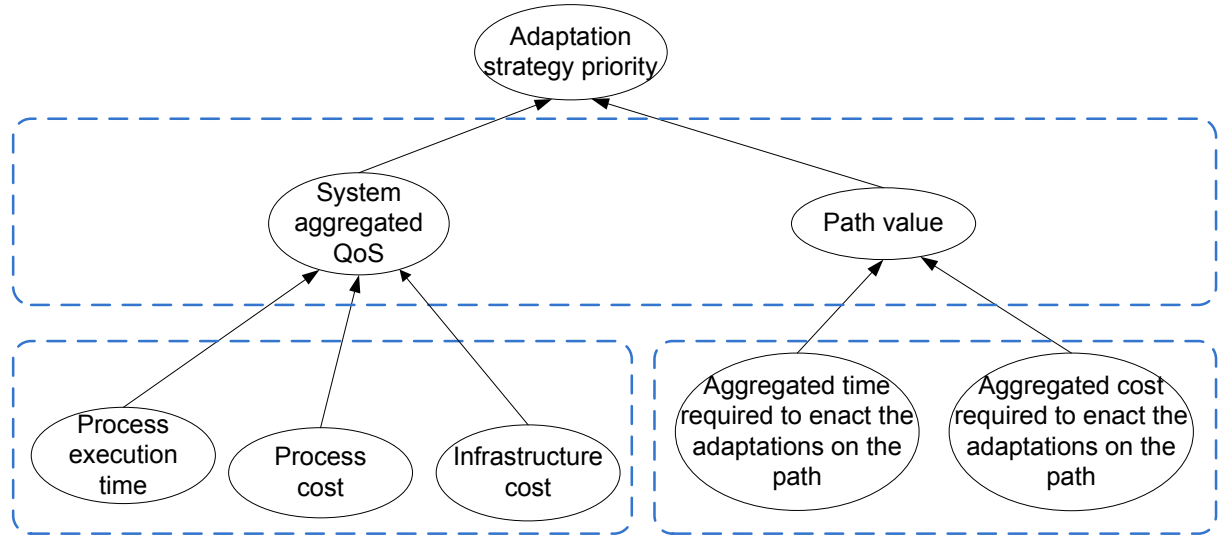 Adaptation
strategy priority
System
aggregated
QoS
Path value
Process
execution
time
Process
cost
Infrastructure
cost
Aggregated time
required to enact the
adaptations on the
path
Aggregated cost
required to enact the
adaptations on the
path